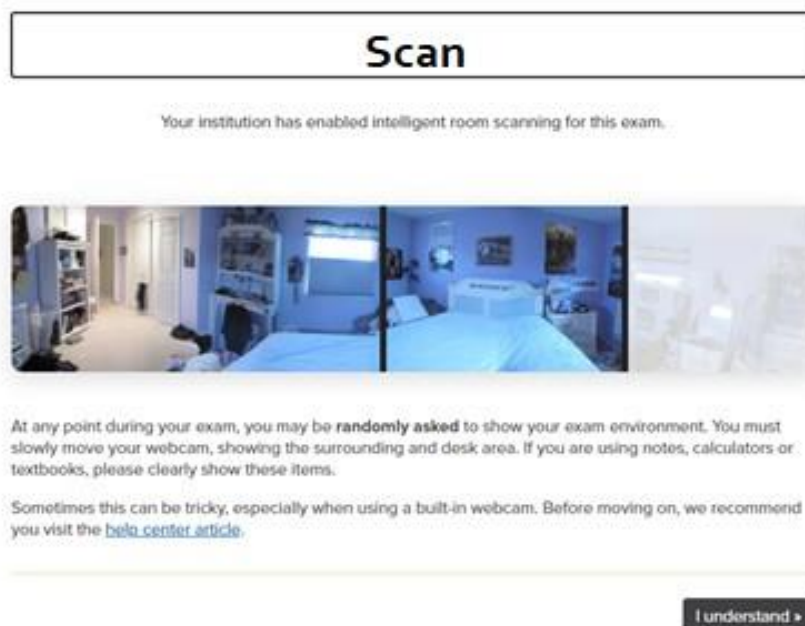 Scan
Your institution has enabled intelligent room scanning for this exam.
At any point during your exam, you may be randomly asked to show your exam environment. You must
slowly move your webcam, showing the surrounding and desk area. If you are using notes, calculators or
textbooks, please clearly show these items.
Sometimes this can be tricky, especially when using a built-in webcam. Before moving on, we recommend
you visit the help center article.
I understand »